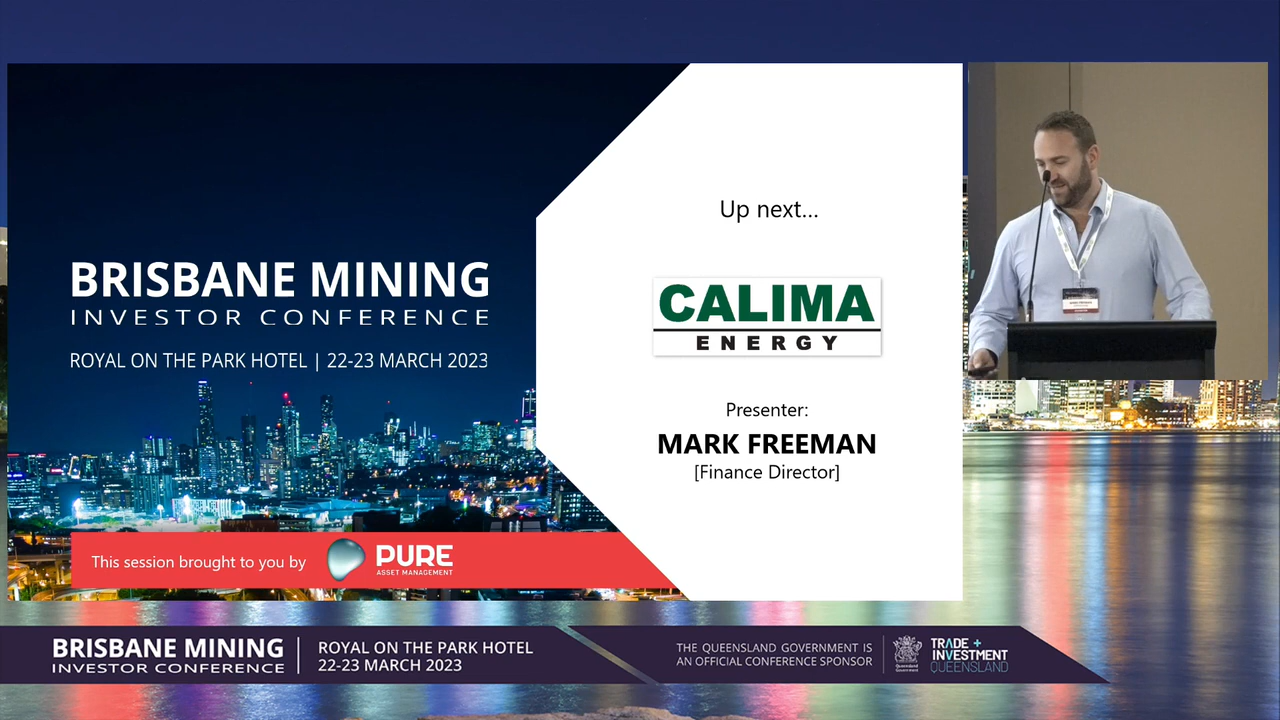 BRISBANE MINING
INVESTOR CONFERENCE
ROYAL ON THE PARK HOTEL | 22-23 MARCH 2023
This session brought to you by
PURE
ASSET MANAGEMENT
Up next...
CALIMA
ENERGY
Presenter:
MARK FREEMAN
[Finance Director]
BRISBANE MINING
INVESTOR CONFERENCE
ROYAL ON THE PARK HOTEL
22-23 MARCH 2023
THE QUEENSLAND GOVERNMENT IS
AN OFFICIAL CONFERENCE SPONSOR
Queensland
Government
TRADE +
INVESTMENT
QUEENSLAND